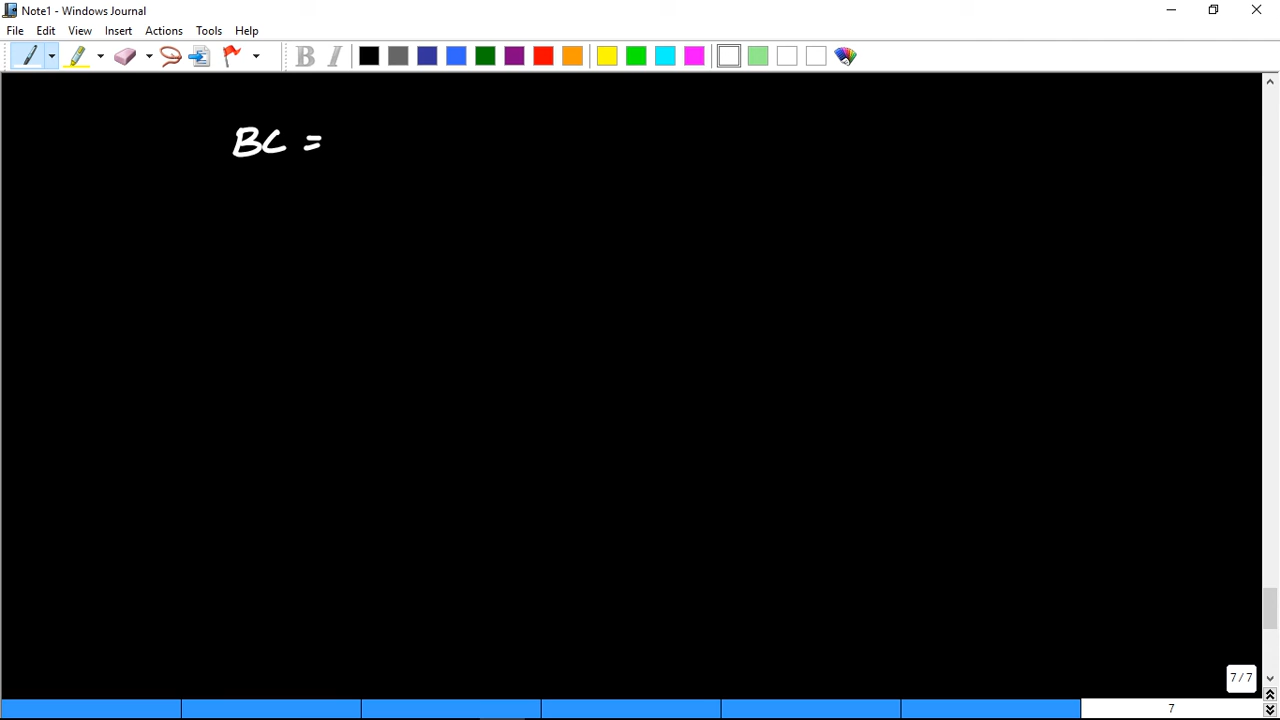 Note1 - Windows Journal
File Edit View Insert Actions Tools Help
B I
BC =
7/7
7